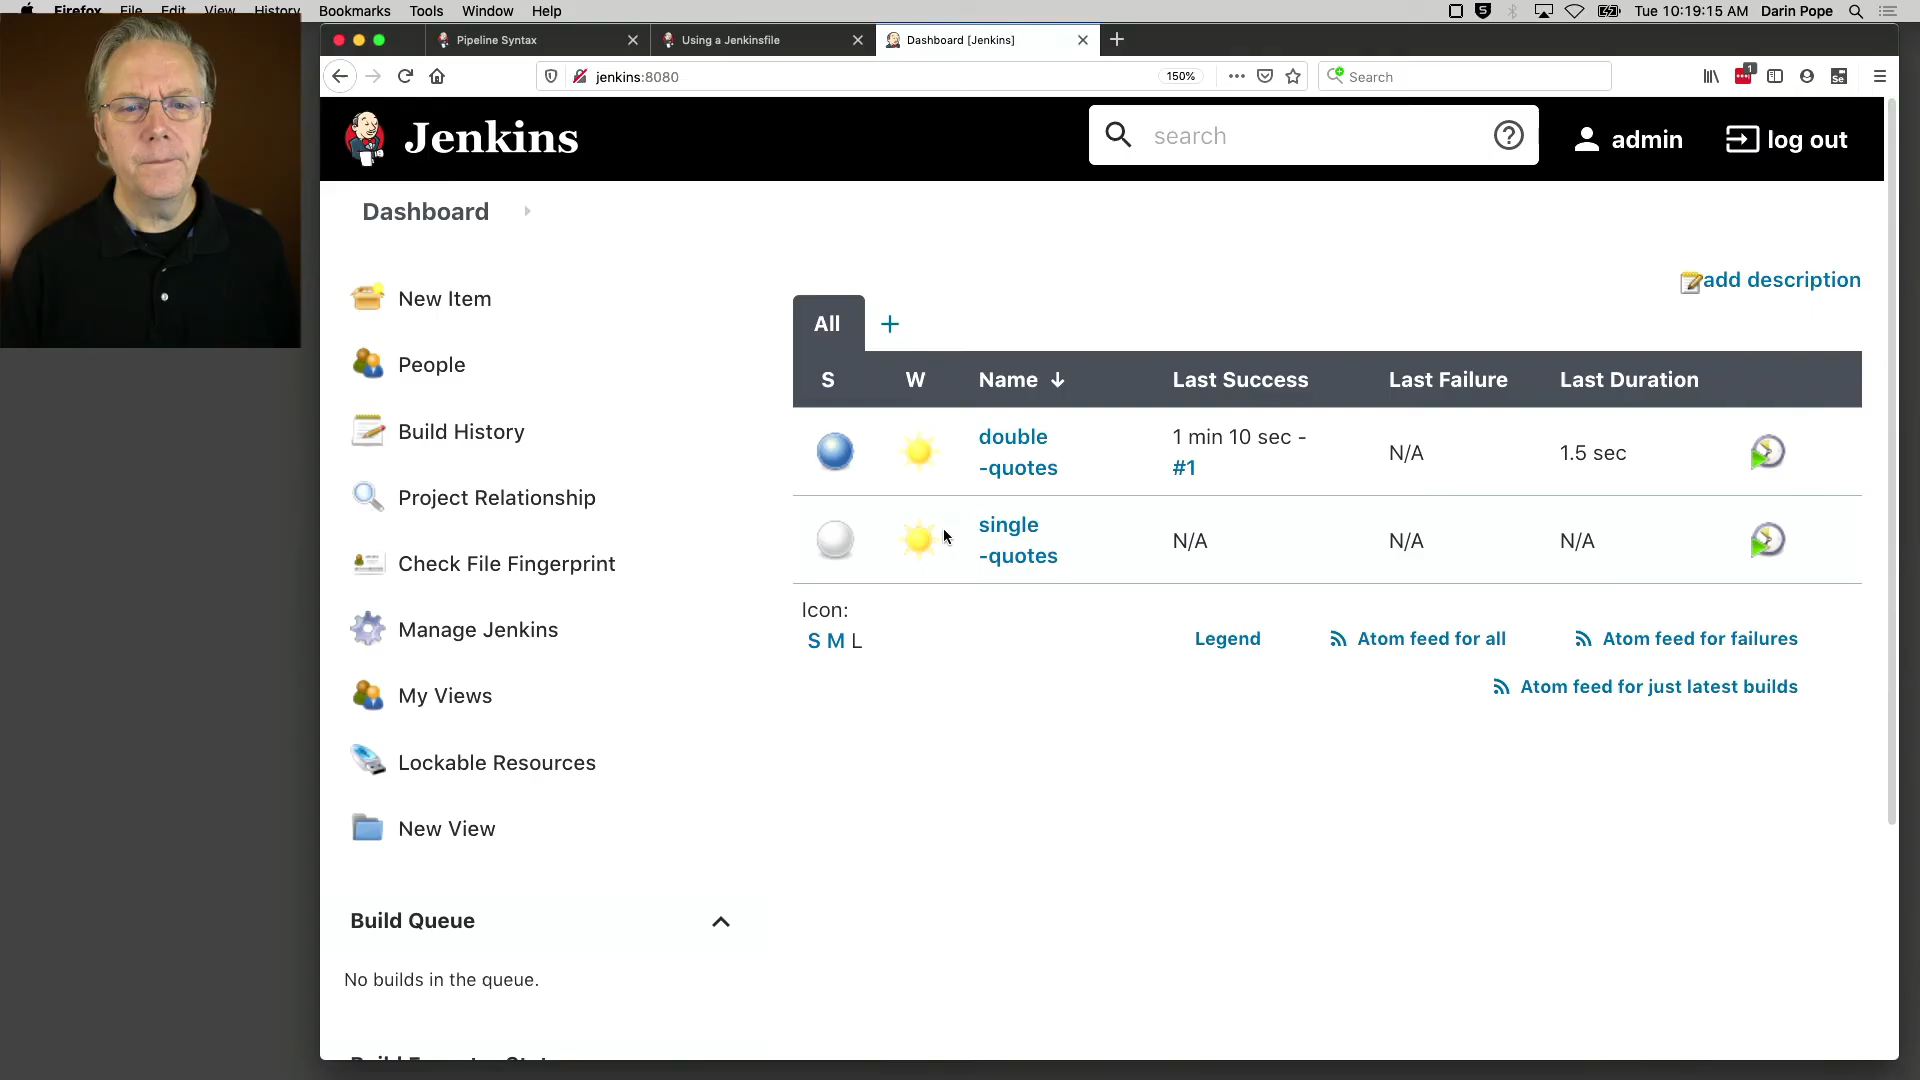 Firefox File Edit View History Bookmarks Tools Window Help
S Tue 10:19:15 AM Darin Pope
Pipeline Syntax
Using a Jenkinsfile
Dashboard [Jenkins]
jenkins:8080
150%
Search
1
Se
Jenkins
search
admin
log out
Dashboard
add description
New Item
People
Build History
Project Relationship
Check File Fingerprint
Manage Jenkins
My Views
Lockable Resources
New View
All +
S W Name ↓ Last Success Last Failure Last Duration
double
-quotes
1 min 10 sec -
#1
N/A
1.5 sec
single
-quotes
N/A
N/A
N/A
Icon:
S M L
Legend
Atom feed for all
Atom feed for failures
Atom feed for just latest builds
Build Queue
No builds in the queue.